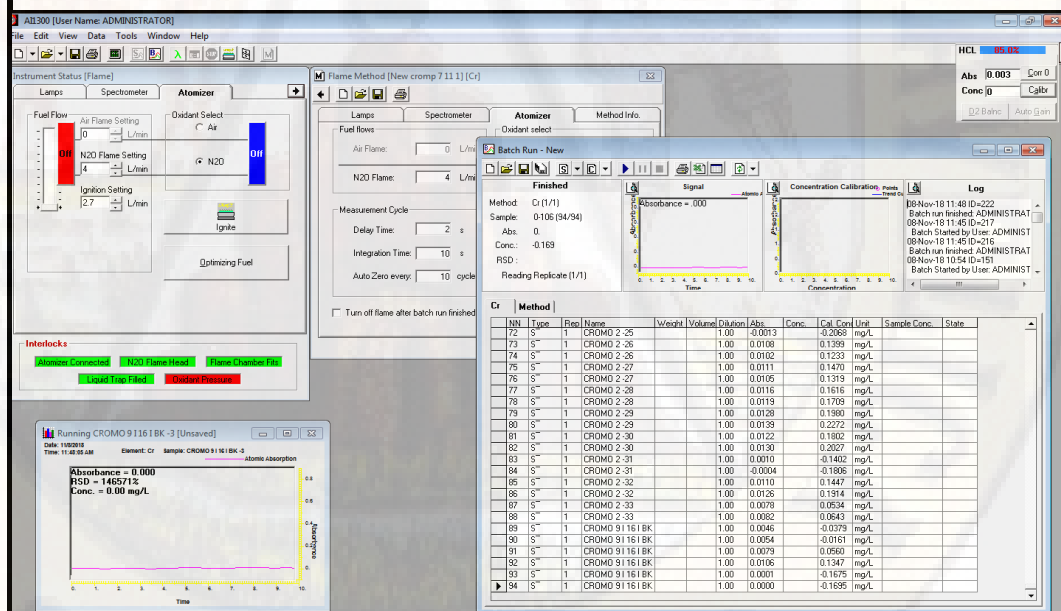 AI1300 [User Name: ADMINISTRATOR]
File Edit View Data Tools Window Help
HCL 85.0%
Abs 0.003 Corr 0
Conc 0 Calibr
D2 Balnc Auto Gain
Instrument Status [Flame]
Lamps Spectrometer Atomizer
Fuel Flow
Air Flame Setting
0 L/min
Off
N2O Flame Setting
4 L/min
Ignition Setting
2.7 L/min
Oxidant Select
Air
N2O
Off
Ignite
Optimizing Fuel
Interlocks
Atomizer Connected N2O Flame Head Flame Chamber Fits
Liquid Trap Filled Oxidant Pressure
Flame Method [New cromp 7 11 1] [Cr]
Lamps Spectrometer Atomizer Method Info.
Fuel flows Oxidant select
Air Flame: 0 L/mi
N2O Flame: 4 L/mi
Measurement Cycle
Delay Time: 2 s
Integration Time: 10 s
Auto Zero every: 10 cycle
Turn off flame after batch run finished
Batch Run - New
Finished
Method: Cr (1/1)
Sample: 0-106 (94/94)
Abs. 0.
Conc.: -0.169
RSD :
Reading Replicate (1/1)
Signal
Absorbance = .000
Absorbance
Time
Concentration Calibration
Points
Concentration
Log
08-Nov-18 11:48 ID=222
Batch run finished: ADMINISTRAT
08-Nov-18 11:45 ID=217
Batch Started by User: ADMINIST
08-Nov-18 11:45 ID=216
Batch run finished: ADMINISTRAT
08-Nov-18 10:54 ID=151
Batch Started by User: ADMINIST
Cr Method
NN Type Rep Name Weight Volume Dilution Abs. Conc. Cal. Con Unit Sample Conc. State
72 S 1 CROMO 2 -25 1.00 -0.0013 -0.2068 mg/L
73 S 1 CROMO 2 -26 1.00 0.0108 0.1399 mg/L
74 S 1 CROMO 2 -26 1.00 0.0102 0.1233 mg/L
75 S 1 CROMO 2 -27 1.00 0.0111 0.1470 mg/L
76 S 1 CROMO 2 -27 1.00 0.0105 0.1319 mg/L
77 S 1 CROMO 2 -28 1.00 0.0116 0.1616 mg/L
78 S 1 CROMO 2 -28 1.00 0.0119 0.1709 mg/L
79 S 1 CROMO 2 -29 1.00 0.0128 0.1980 mg/L
80 S 1 CROMO 2 -29 1.00 0.0139 0.2272 mg/L
81 S 1 CROMO 2 -30 1.00 0.0122 0.1802 mg/L
82 S 1 CROMO 2 -30 1.00 0.0130 0.2027 mg/L
83 S 1 CROMO 2 -31 1.00 0.0010 -0.1402 mg/L
84 S 1 CROMO 2 -31 1.00 -0.0004 -0.1806 mg/L
85 S 1 CROMO 2 -32 1.00 0.0110 0.1447 mg/L
86 S 1 CROMO 2 -32 1.00 0.0126 0.1914 mg/L
87 S 1 CROMO 2 -33 1.00 0.0078 0.0534 mg/L
88 S 1 CROMO 2 -33 1.00 0.0082 0.0643 mg/L
89 S 1 CROMO 9 I 16 I BK 1.00 0.0046 -0.0379 mg/L
90 S 1 CROMO 9 I 16 I BK 1.00 0.0054 -0.0161 mg/L
91 S 1 CROMO 9 I 16 I BK 1.00 0.0079 0.0560 mg/L
92 S 1 CROMO 9 I 16 I BK 1.00 0.0106 0.1347 mg/L
93 S 1 CROMO 9 I 16 I BK 1.00 0.0001 -0.1675 mg/L
94 S 1 CROMO 9 I 16 I BK 1.00 0.0000 -0.1695 mg/L
Running CROMO 9 I 16 I BK -3 [Unsaved]
Date: 11/8/2018
Time: 11:48:05 AM Element: Cr Sample: CROMO 9 I 16 I BK -3
Atomic Absorption
Absorbance = 0.000
RSD = 146571%
Conc. = 0.00 mg/L
Absorbance
0. 1. 2. 3. 4. 5. 6. 7. 8. 9. 10.
Time